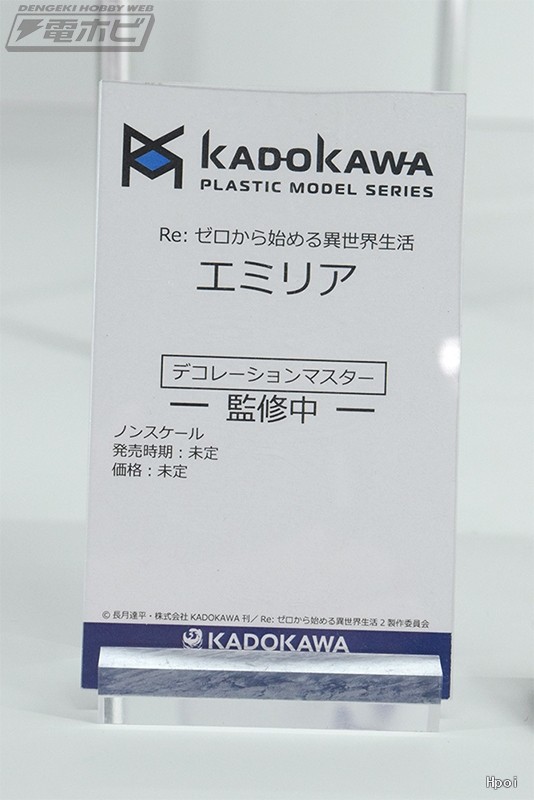 DENGEKI HOBBY WEB
電ホビ
KADOKAWA
PLASTIC MODEL SERIES
Re: ゼロから始める異世界生活
エミリア
デコレーションマスター
― 監修中 ―
ノンスケール
発売時期：未定
価格：未定
© 長月達平・株式会社 KADOKAWA 刊／ Re: ゼロから始める異世界生活 2 製作委員会
KADOKAWA
Hpoi